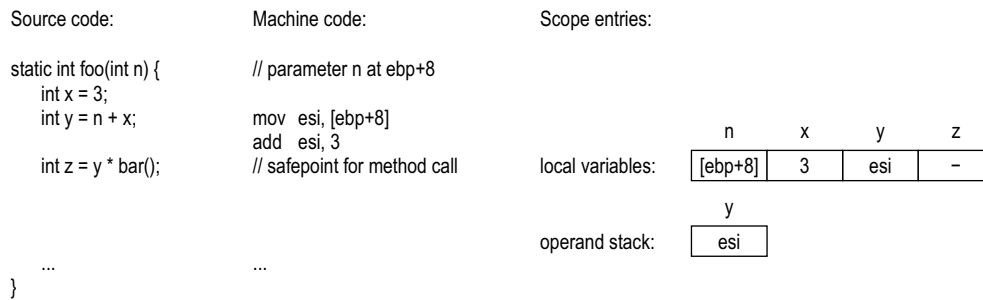 Source code: Machine code: Scope entries:
static int foo(int n) { // parameter n at ebp+8
int x = 3;
int y = n + x; mov esi, [ebp+8]
add esi, 3
n x y z
int z = y * bar(); // safepoint for method call local variables: [ebp+8] 3 esi –
y
operand stack: esi
... ...
}